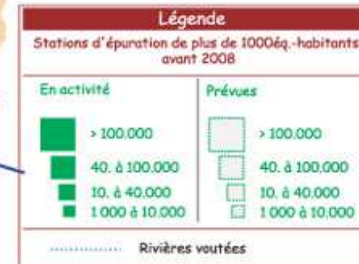 Légende
Stations d'épuration de plus de 1000éq.-habitants
avant 2008
En activité
> 100.000
40. à 100.000
10. à 40.000
1 000 à 10.000
Prévues
> 100.000
40. à 100.000
10. à 40.000
1 000 à 10.000
Rivières voutées